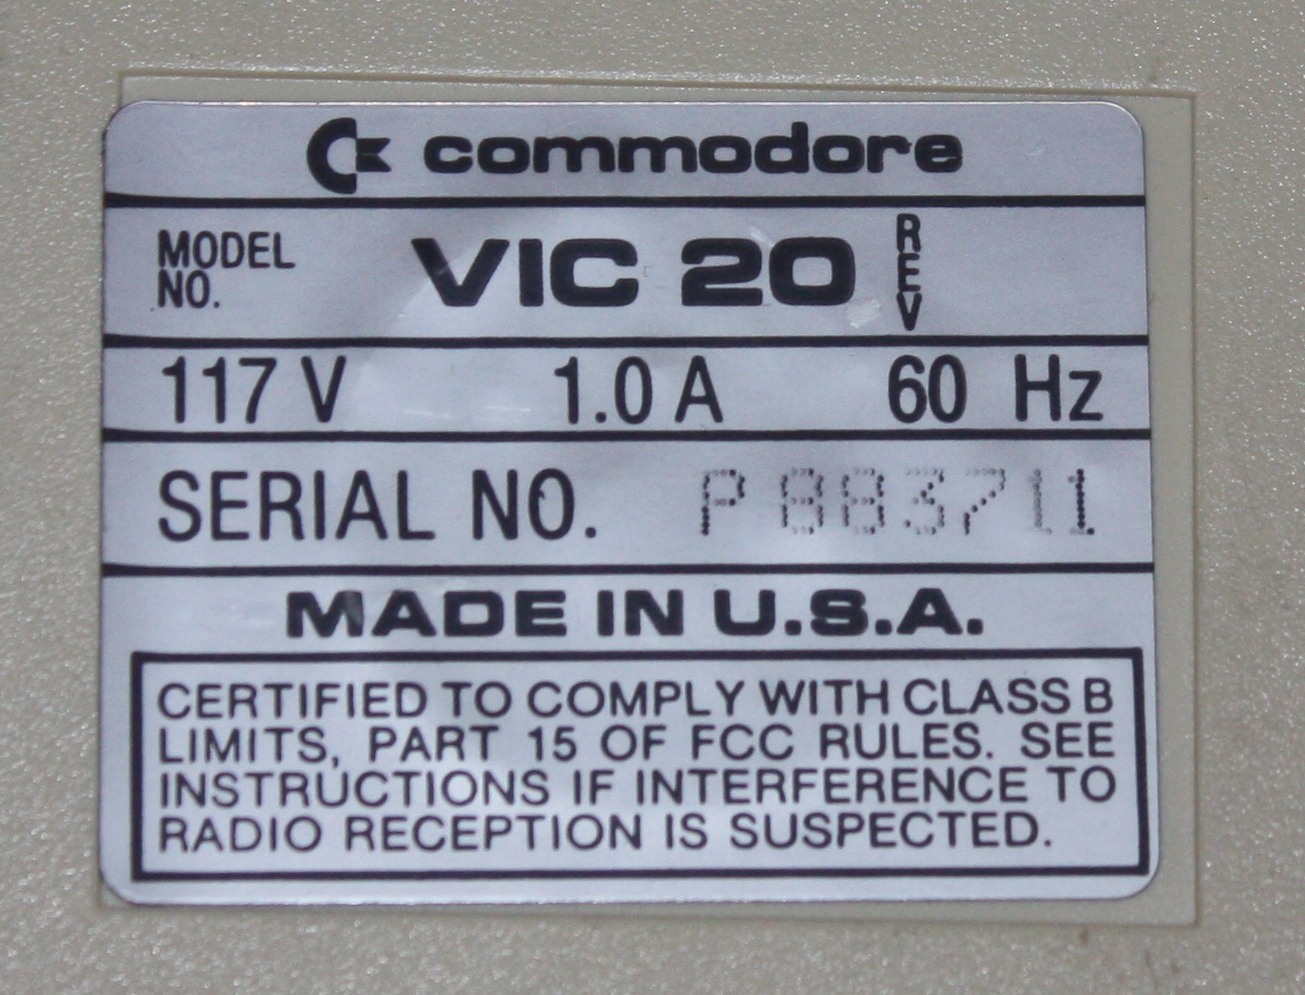 commodore
MODEL NO. VIC 20 REV
117 V 1.0 A 60 Hz
SERIAL NO. P 883711
MADE IN U.S.A.
CERTIFIED TO COMPLY WITH CLASS B
LIMITS, PART 15 OF FCC RULES. SEE
INSTRUCTIONS IF INTERFERENCE TO
RADIO RECEPTION IS SUSPECTED.